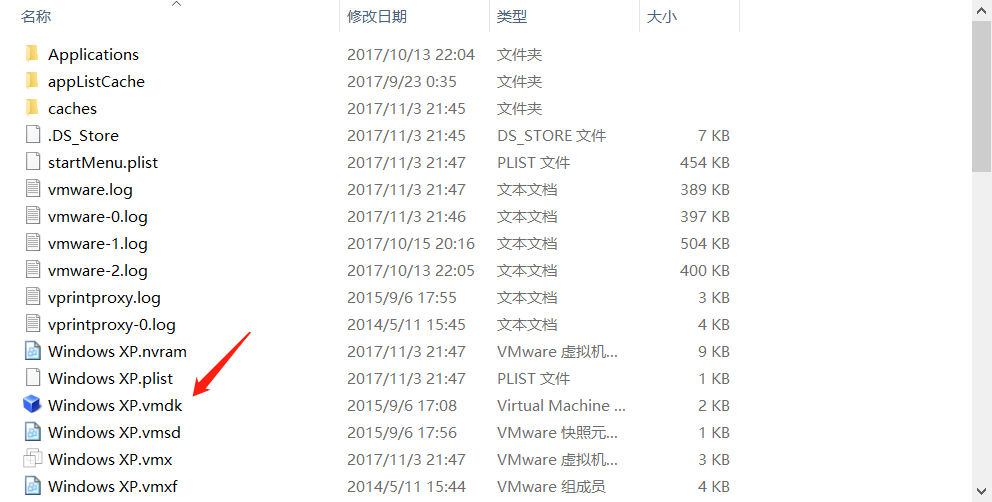 名称 修改日期 类型 大小
Applications 2017/10/13 22:04 文件夹
appListCache 2017/9/23 0:35 文件夹
caches 2017/11/3 21:45 文件夹
.DS_Store 2017/11/3 21:45 DS_STORE 文件 7 KB
startMenu.plist 2017/11/3 21:47 PLIST 文件 454 KB
vmware.log 2017/11/3 21:47 文本文档 389 KB
vmware-0.log 2017/11/3 21:46 文本文档 397 KB
vmware-1.log 2017/10/15 20:16 文本文档 504 KB
vmware-2.log 2017/10/13 22:05 文本文档 400 KB
vprintproxy.log 2015/9/6 17:55 文本文档 3 KB
vprintproxy-0.log 2014/5/11 15:45 文本文档 4 KB
Windows XP.nvram 2017/11/3 21:47 VMware 虚拟机... 9 KB
Windows XP.plist 2017/11/3 21:47 PLIST 文件 1 KB
Windows XP.vmdk 2015/9/6 17:08 Virtual Machine ... 2 KB
Windows XP.vmsd 2015/9/6 17:56 VMware 快照元... 1 KB
Windows XP.vmx 2017/11/3 21:47 VMware 虚拟机... 3 KB
Windows XP.vmxf 2014/5/11 15:44 VMware 组成员 4 KB